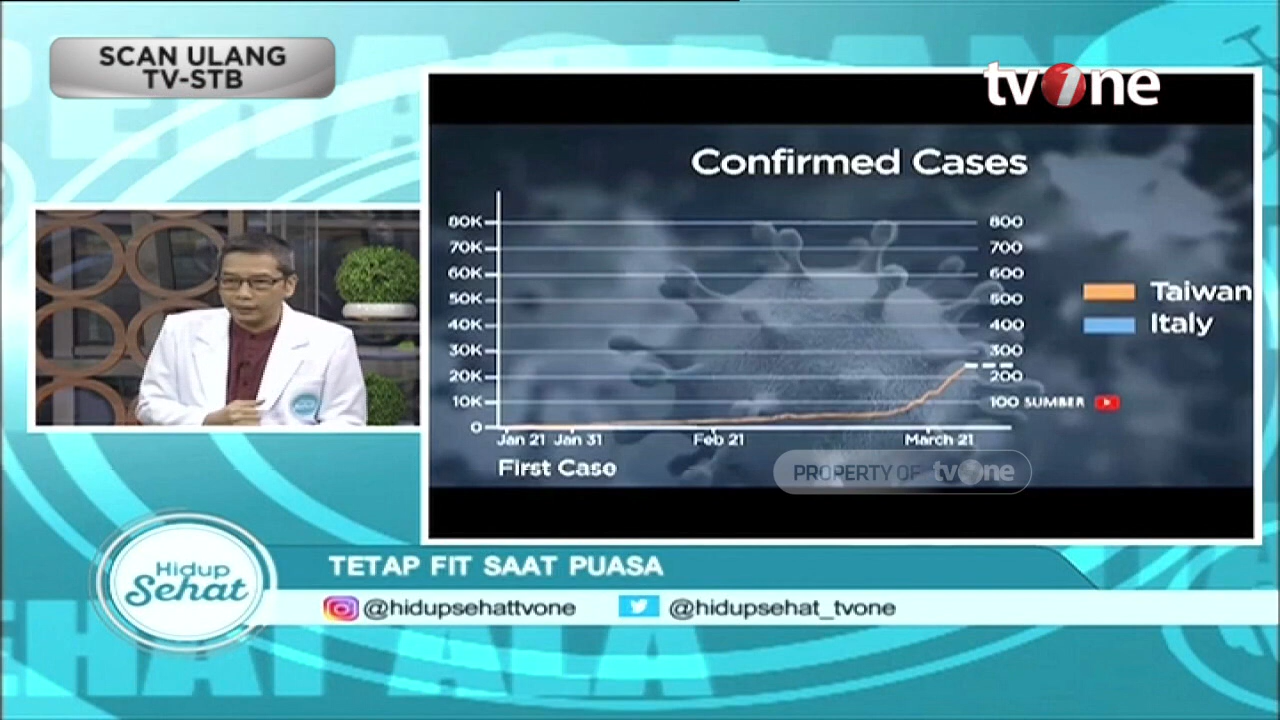 SCAN ULANG
TV-STB
tvone
Confirmed Cases
80K
70K
60K
50K
40K
30K
20K
10K
0
800
700
600
500
400
300
200
100 SUMBER
Taiwan
Italy
Jan 21 Jan 31 Feb 21 March 21
First Case
PROPERTY OF tvone
Hidup
Sehat
TETAP FIT SAAT PUASA
@hidupsehattvone @hidupsehat_tvone